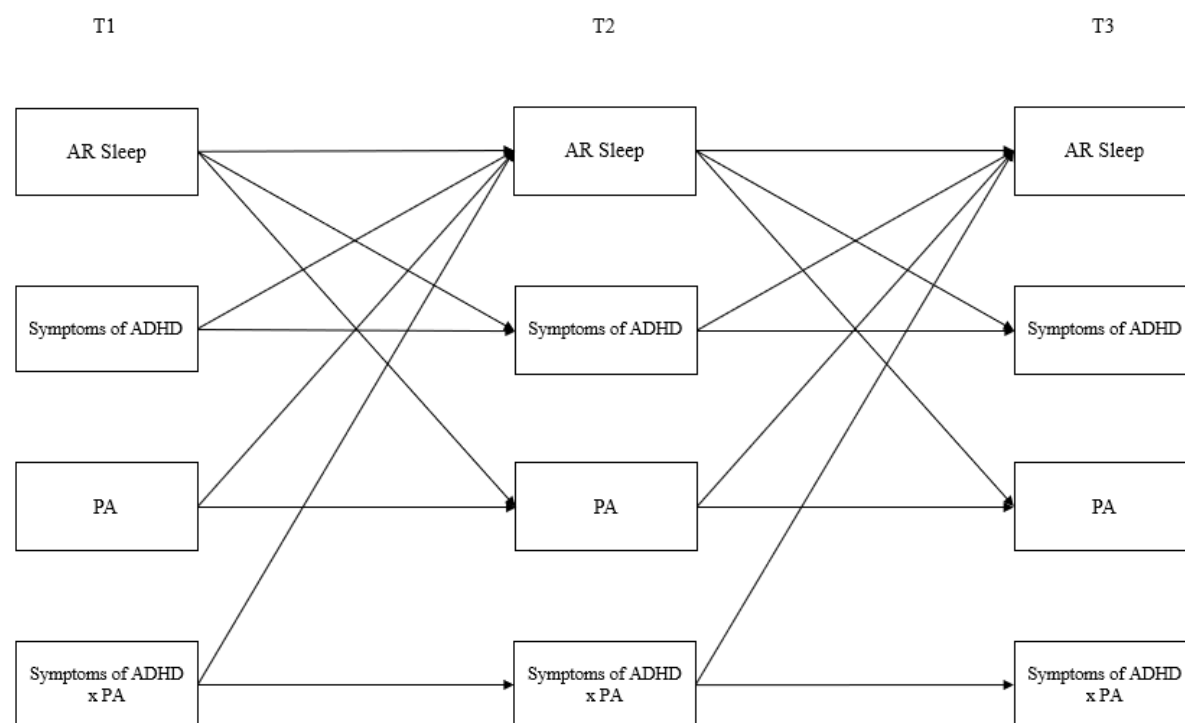 T1 T2 T3
AR Sleep AR Sleep AR Sleep
Symptoms of ADHD Symptoms of ADHD Symptoms of ADHD
PA PA PA
Symptoms of ADHD Symptoms of ADHD Symptoms of ADHD
x PA x PA x PA